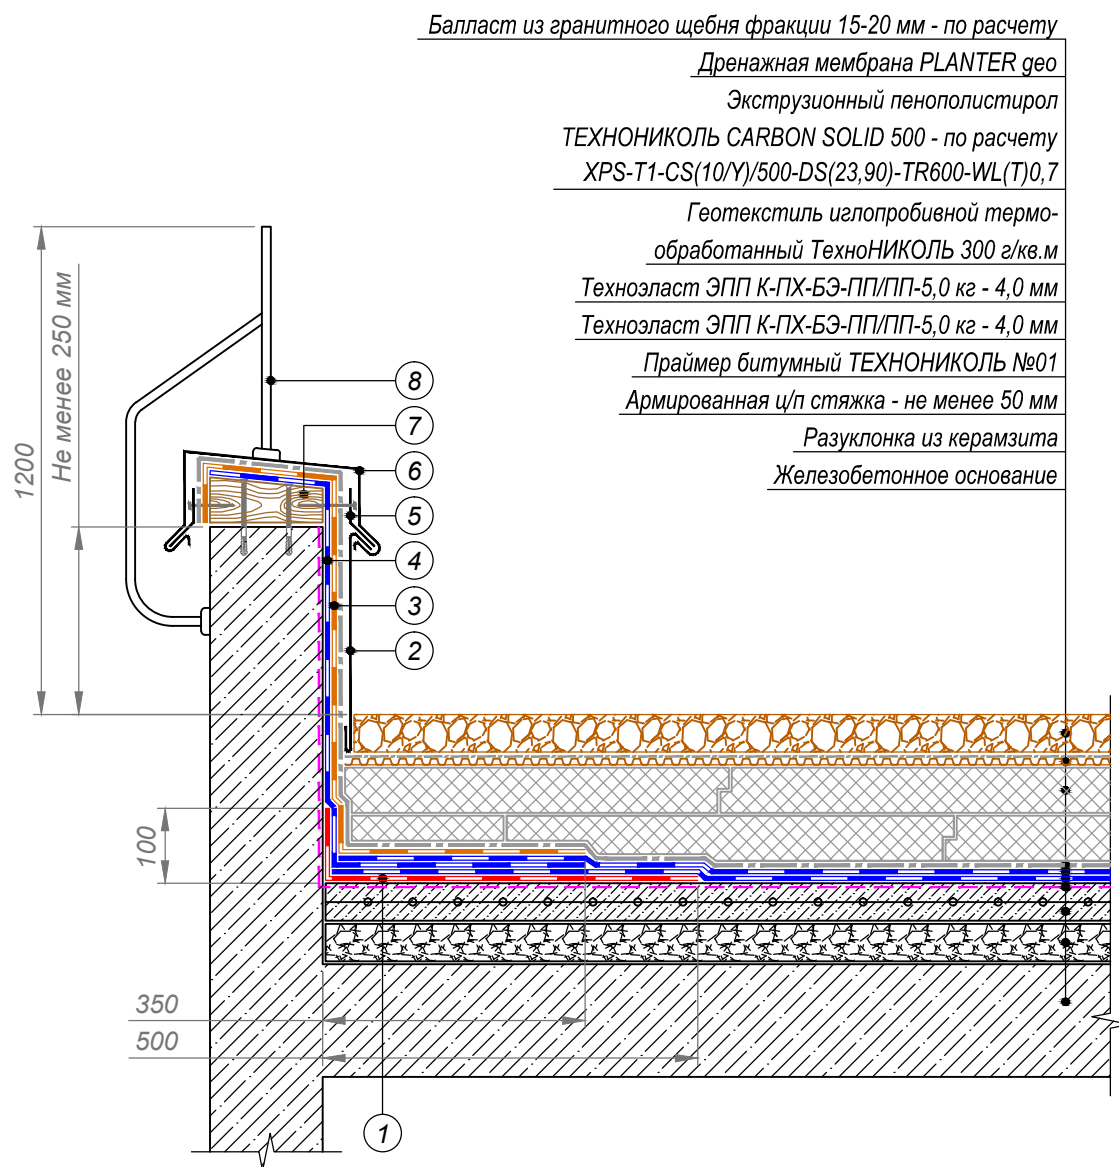 Балласт из гранитного щебня фракции 15-20 мм - по расчету
Дренажная мембрана PLANTER geo
Экструзионный пенополистирол
ТЕХНОНИКОЛЬ CARBON SOLID 500 - по расчету
XPS-T1-CS(10/Y)/500-DS(23,90)-TR600-WL(T)0,7
Геотекстиль иглопробивной термо-
обработанный ТехноНИКОЛЬ 300 г/кв.м
Техноэласт ЭПП К-ПХ-БЭ-ПП/ПП-5,0 кг - 4,0 мм
Техноэласт ЭПП К-ПХ-БЭ-ПП/ПП-5,0 кг - 4,0 мм
Праймер битумный ТЕХНОНИКОЛЬ №01
Армированная ц/п стяжка - не менее 50 мм
Разуклонка из керамзита
Железобетонное основание
1200
Не менее 250 мм
8
7
6
5
4
3
2
100
350
500
1